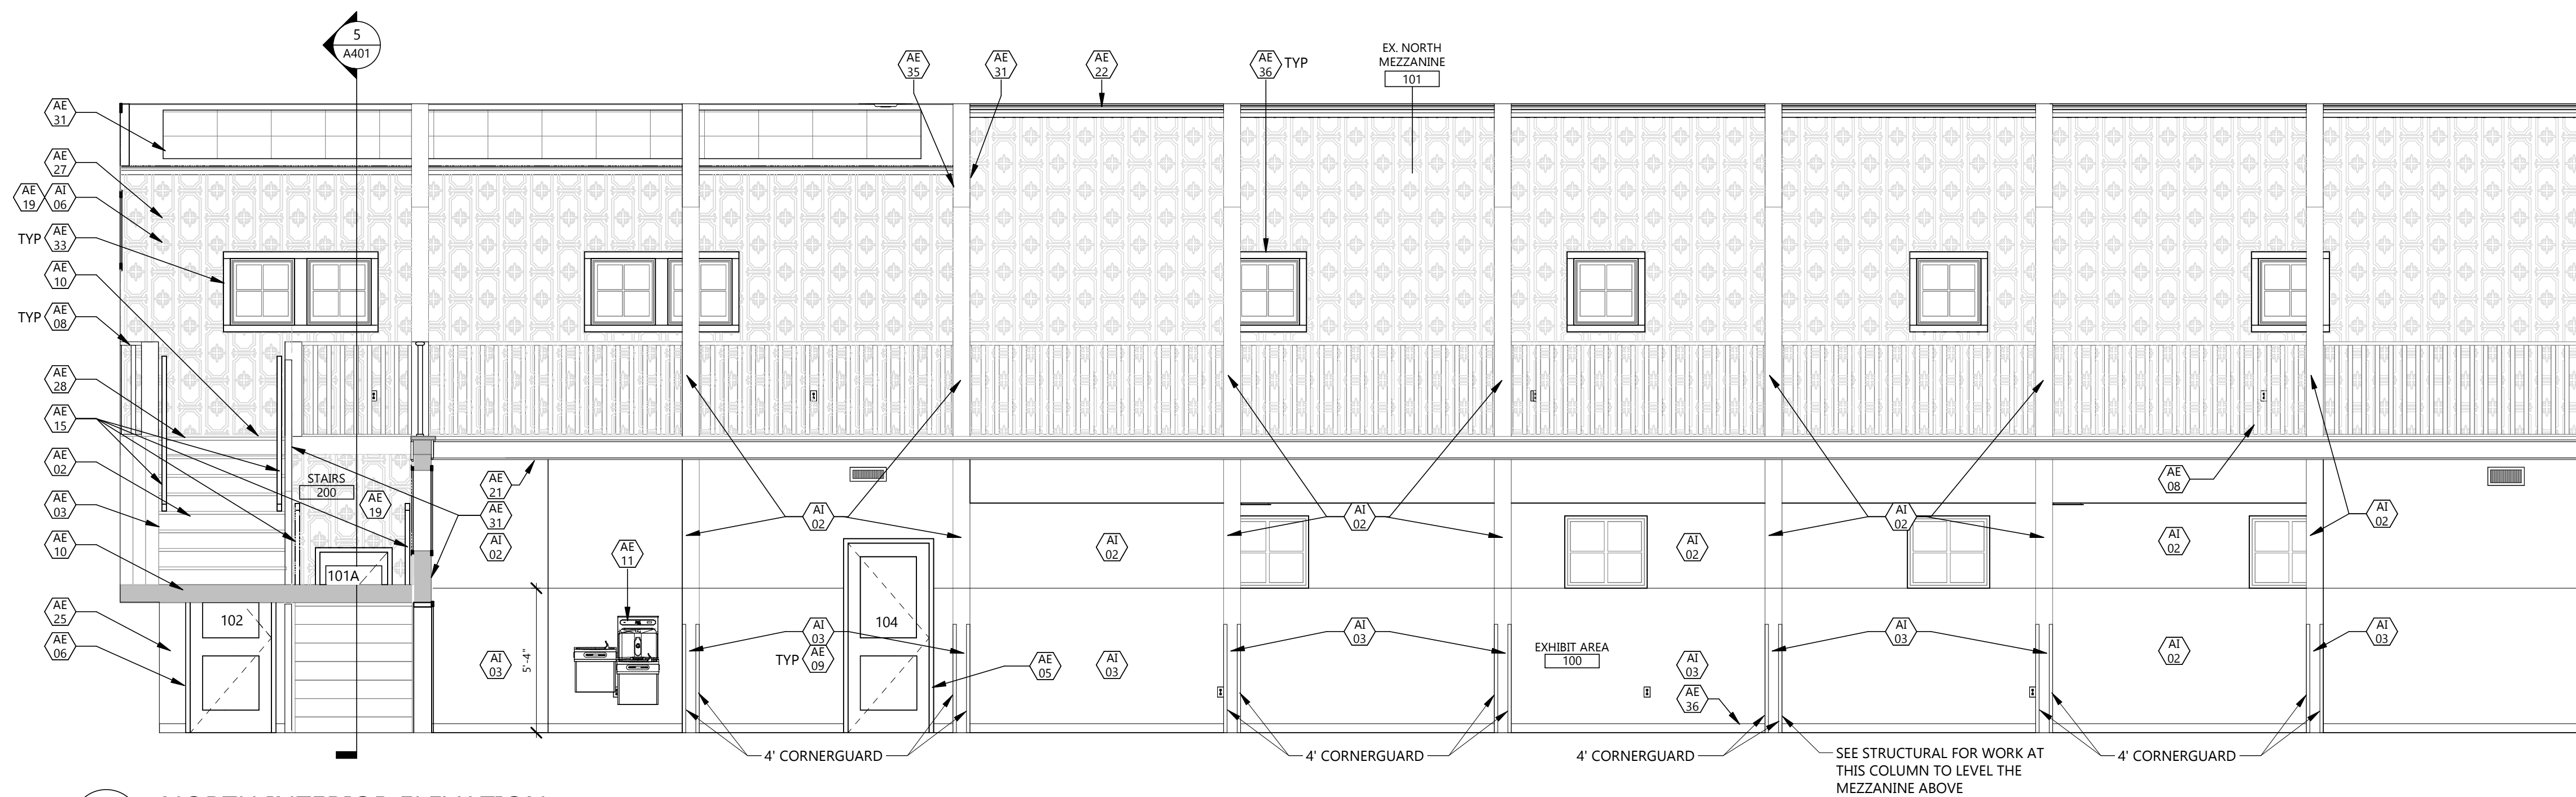 5
A401
AE
35
AE
31
AE
22
AE
36
TYP
EX. NORTH
MEZZANINE
101
AE
31
AE
27
AE
19
AI
06
TYP
AE
33
AE
10
TYP
AE
08
AE
28
AE
15
AE
02
AE
03
AE
10
AE
25
AE
06
STAIRS
200
AE
19
101A
102
AE
21
AE
31
AI
02
AI
03
5'-4"
AE
11
AI
02
AI
03
TYP
AE
09
104
AE
05
AI
02
AI
03
AI
02
AI
03
EXHIBIT AREA
100
AI
02
AI
03
AE
36
AI
02
AI
03
AE
08
AI
02
AI
02
AI
02
AI
03
4' CORNERGUARD
4' CORNERGUARD
4' CORNERGUARD
SEE STRUCTURAL FOR WORK AT
THIS COLUMN TO LEVEL THE
MEZZANINE ABOVE
4' CORNERGUARD
NORTH INTERIOR ELEVATION